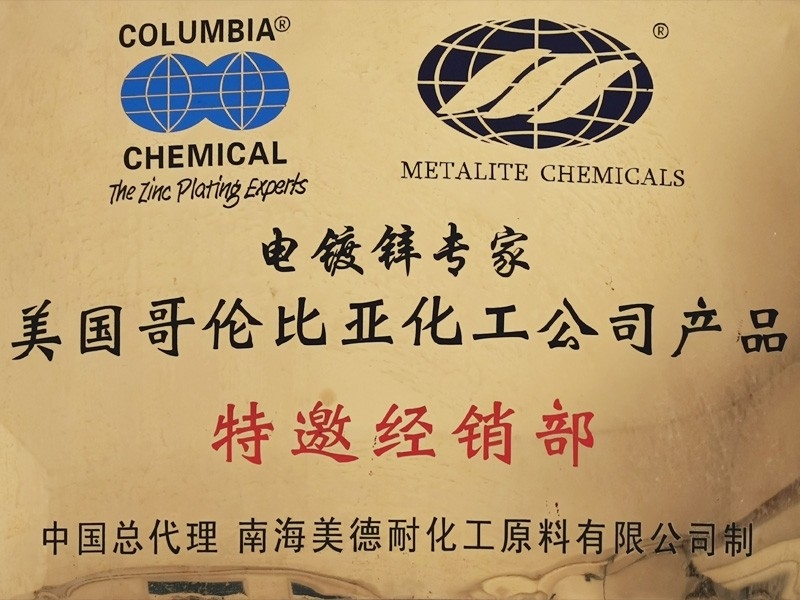 COLUMBIA®
CHEMICAL
The Zinc Plating Experts
®
METALITE CHEMICALS
电镀锌专家
美国哥伦比亚化工公司产品
特邀经销部
中国总代理 南海美德耐化工原料有限公司制